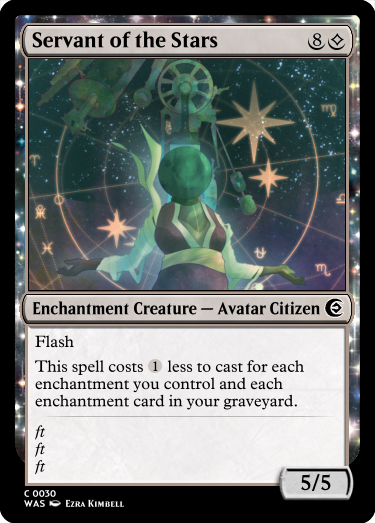 Servant of the Stars 8
Enchantment Creature — Avatar Citizen
Flash
This spell costs 1 less to cast for each
enchantment you control and each
enchantment card in your graveyard.
ft
ft
ft
5/5
C 0030
WAS Ezra Kimbell